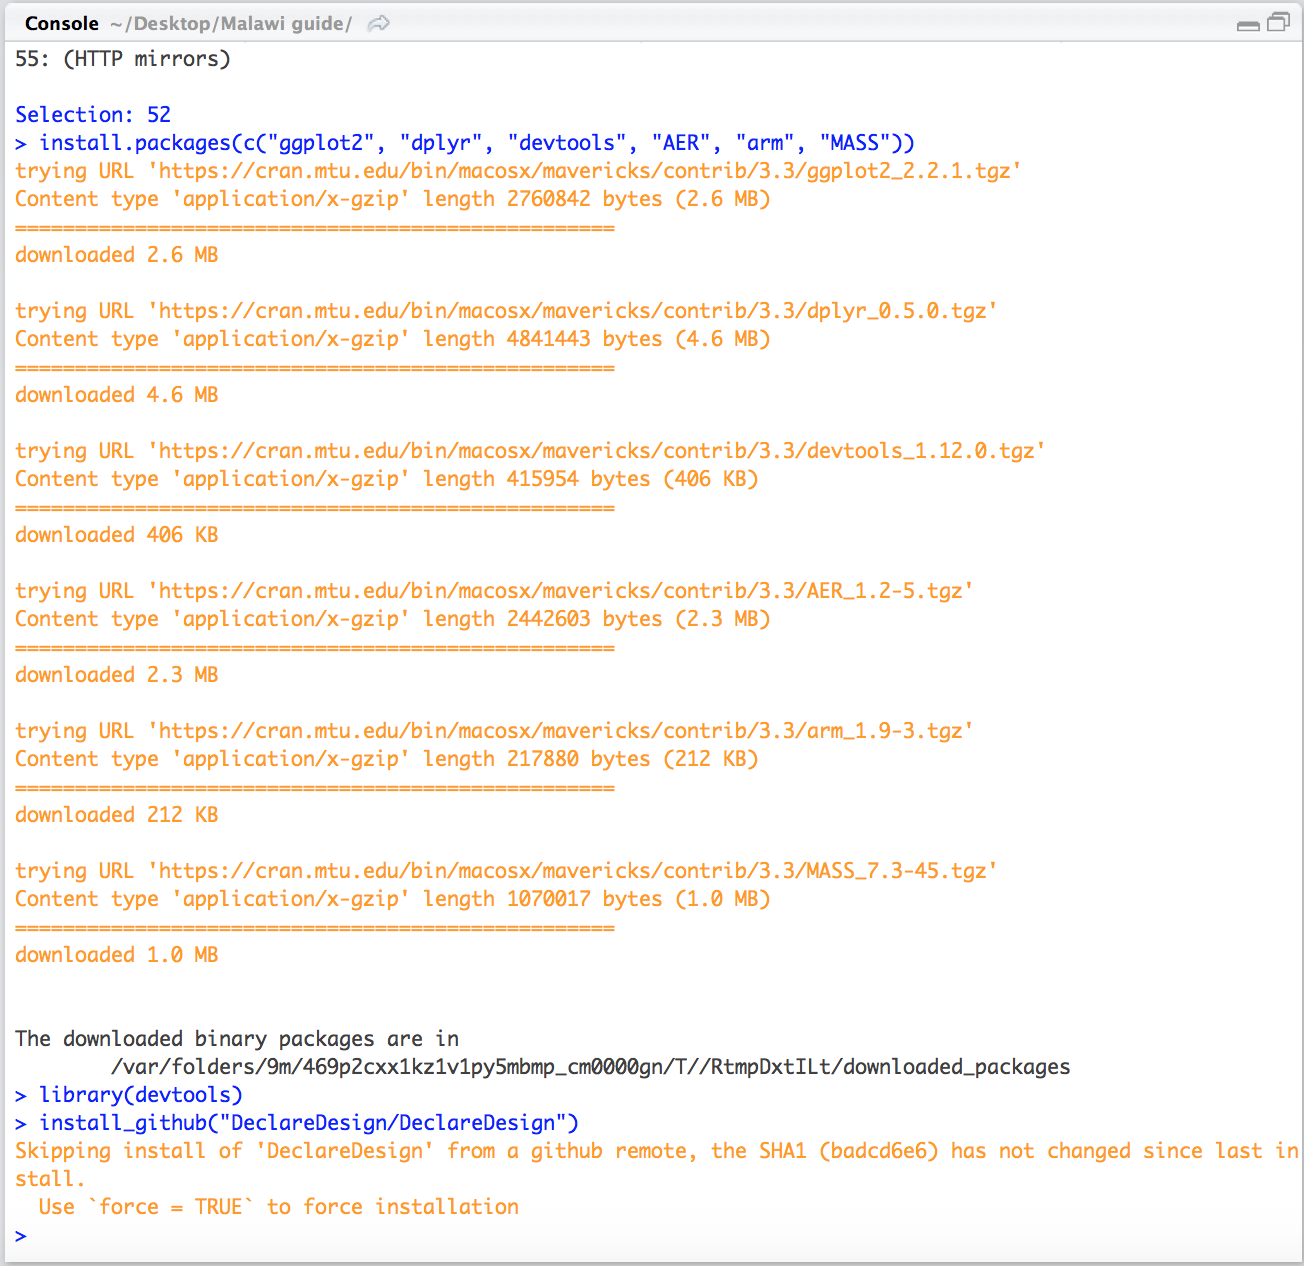 Console ~/Desktop/Malawi guide/
55: (HTTP mirrors)
Selection: 52
> install.packages(c("ggplot2", "dplyr", "devtools", "AER", "arm", "MASS"))
trying URL 'https://cran.mtu.edu/bin/macosx/mavericks/contrib/3.3/ggplot2_2.2.1.tgz'
Content type 'application/x-gzip' length 2760842 bytes (2.6 MB)
==================================================
downloaded 2.6 MB
trying URL 'https://cran.mtu.edu/bin/macosx/mavericks/contrib/3.3/dplyr_0.5.0.tgz'
Content type 'application/x-gzip' length 4841443 bytes (4.6 MB)
==================================================
downloaded 4.6 MB
trying URL 'https://cran.mtu.edu/bin/macosx/mavericks/contrib/3.3/devtools_1.12.0.tgz'
Content type 'application/x-gzip' length 415954 bytes (406 KB)
==================================================
downloaded 406 KB
trying URL 'https://cran.mtu.edu/bin/macosx/mavericks/contrib/3.3/AER_1.2-5.tgz'
Content type 'application/x-gzip' length 2442603 bytes (2.3 MB)
==================================================
downloaded 2.3 MB
trying URL 'https://cran.mtu.edu/bin/macosx/mavericks/contrib/3.3/arm_1.9-3.tgz'
Content type 'application/x-gzip' length 217880 bytes (212 KB)
==================================================
downloaded 212 KB
trying URL 'https://cran.mtu.edu/bin/macosx/mavericks/contrib/3.3/MASS_7.3-45.tgz'
Content type 'application/x-gzip' length 1070017 bytes (1.0 MB)
==================================================
downloaded 1.0 MB
The downloaded binary packages are in
/var/folders/9m/469p2cxx1kz1v1py5mbmp_cm0000gn/T//RtmpDxtILt/downloaded_packages
> library(devtools)
> install_github("DeclareDesign/DeclareDesign")
Skipping install of 'DeclareDesign' from a github remote, the SHA1 (badcd6e6) has not changed since last in
stall.
Use `force = TRUE` to force installation
>